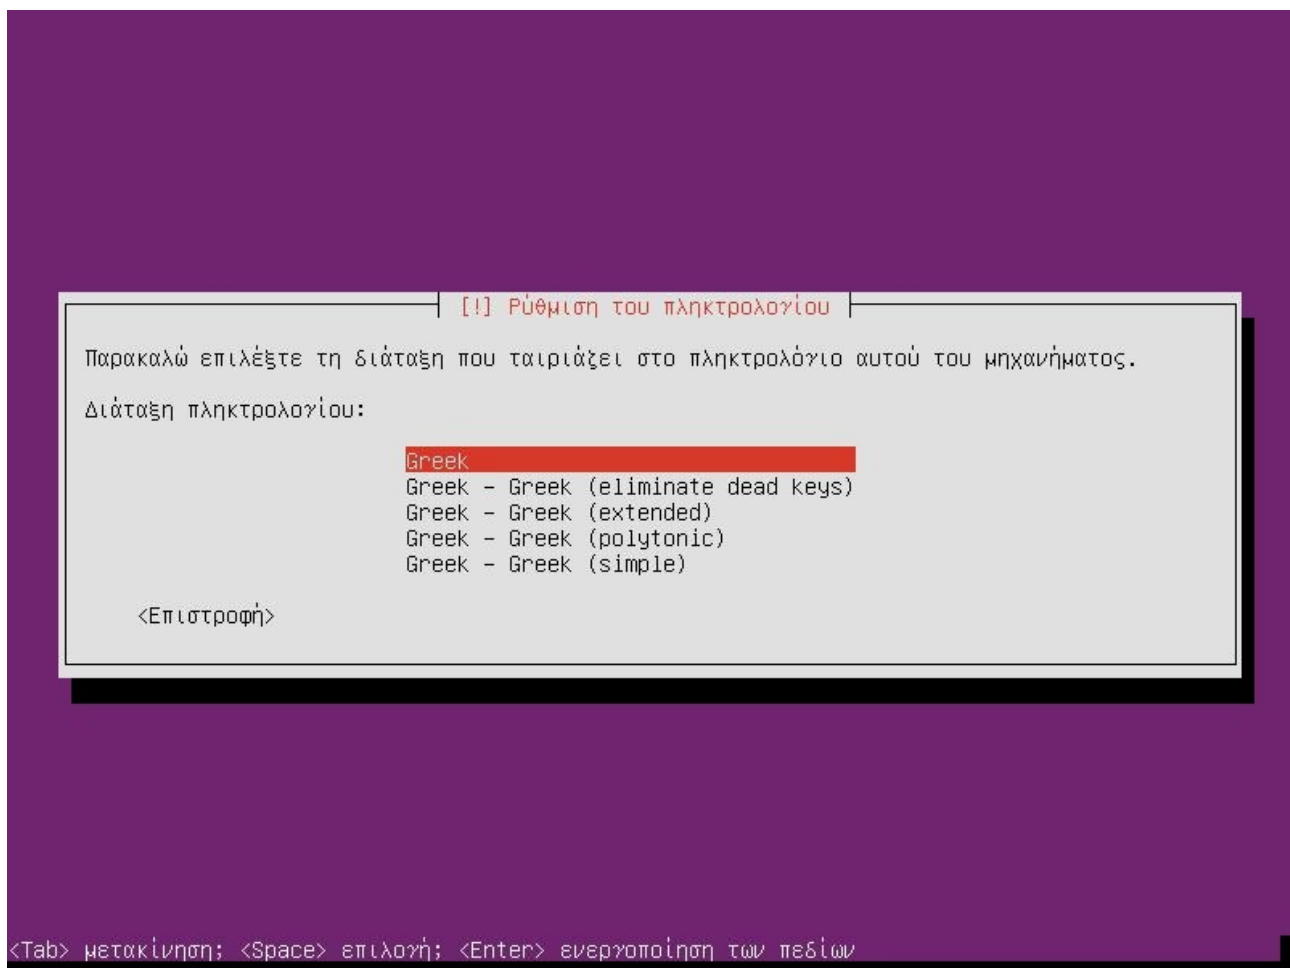 [!] Ρύθμιση του πληκτρολογίου
Παρακαλώ επιλέξτε τη διάταξη που ταιριάζει στο πληκτρολόγιο αυτού του μηχανήματος.
Διάταξη πληκτρολογίου:
Greek
Greek – Greek (eliminate dead keys)
Greek – Greek (extended)
Greek – Greek (polytonic)
Greek – Greek (simple)
<Επιστροφή>
<Tab> μετακίνηση; <Space> επιλογή; <Enter> ενεργοποίηση των πεδίων